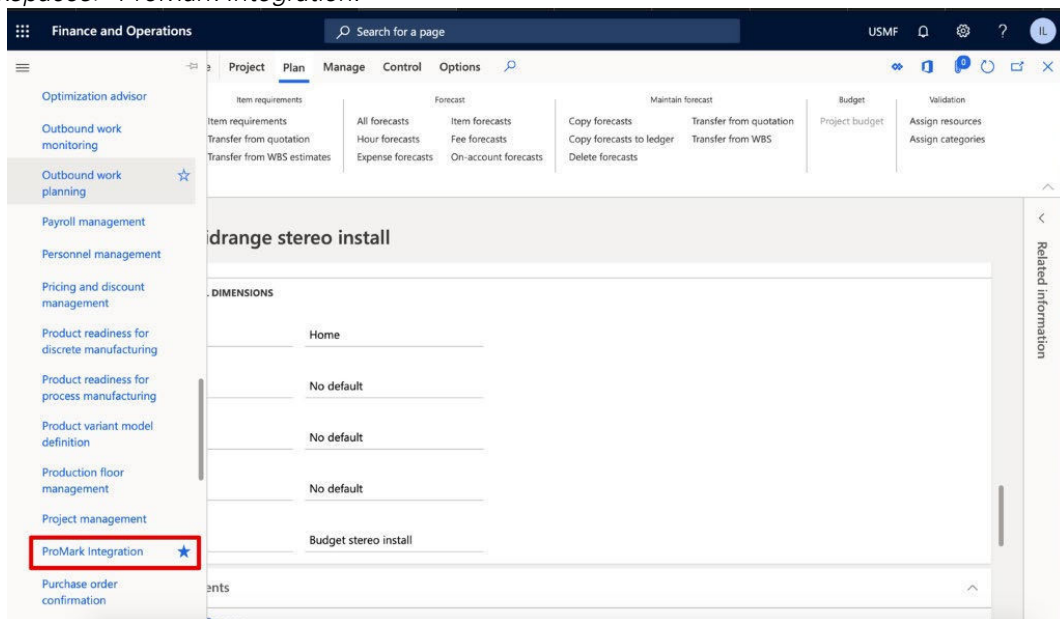 ProMark Integration.
Finance and Operations
Search for a page
USMF
?
IL
Project Plan Manage Control Options
0
Optimization advisor
Outbound work
monitoring
Outbound work
planning
Payroll management
Personnel management
Pricing and discount
management
Product readiness for
discrete manufacturing
Product readiness for
process manufacturing
Product variant model
definition
Production floor
management
Project management
ProMark Integration
Purchase order
confirmation
Item requirements
Item requirements
Transfer from quotation
Transfer from WBS estimates
Forecast
All forecasts Item forecasts
Hour forecasts Fee forecasts
Expense forecasts On-account forecasts
Maintain forecast
Copy forecasts Transfer from quotation
Copy forecasts to ledger Transfer from WBS
Delete forecasts
Budget
Project budget
Validation
Assign resources
Assign categories
idrange stereo install
DIMENSIONS
Home
No default
No default
No default
Budget stereo install
ents
Related information